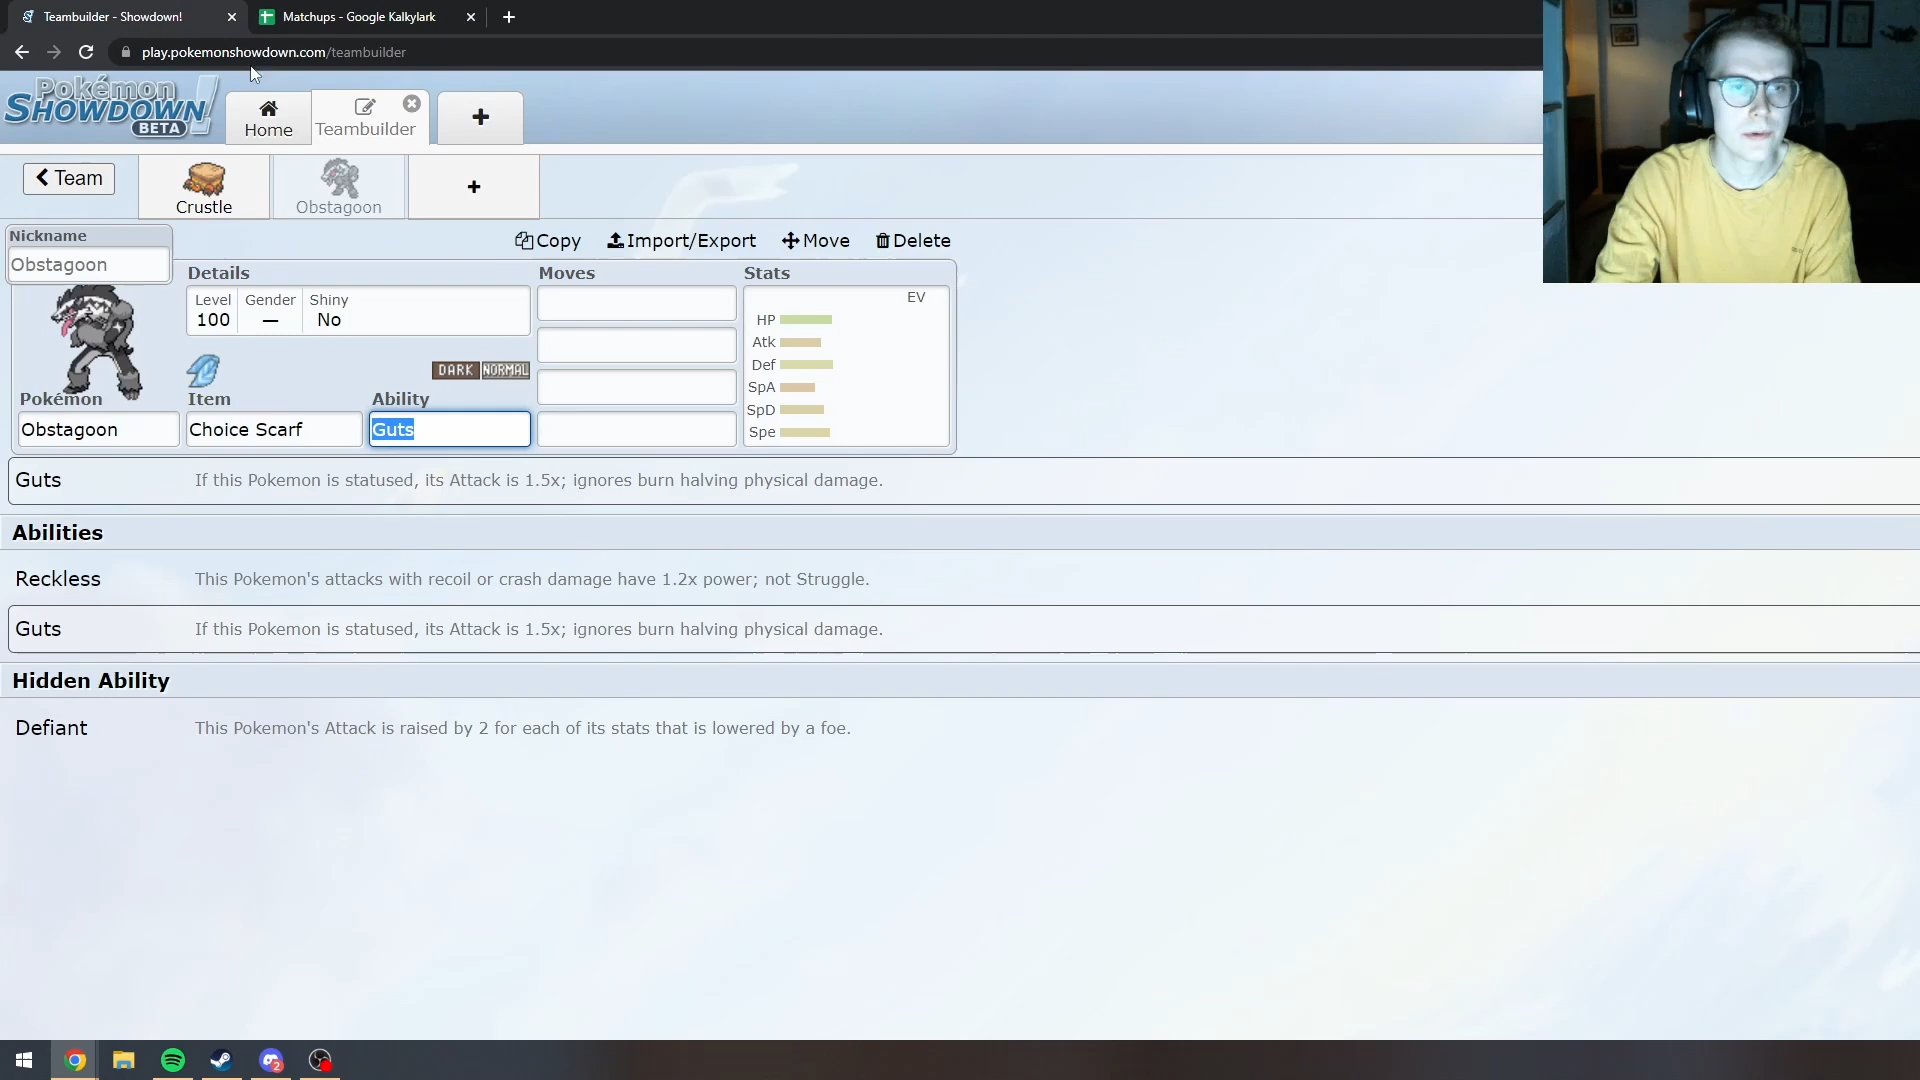 Teambuilder - Showdown!
Matchups - Google Kalkylark
play.pokemonshowdown.com/teambuilder
Pokémon
SHOWDOWN!
BETA
Home
Teambuilder
Team
Crustle
Obstagoon
Nickname
Obstagoon
Copy
Import/Export
Move
Delete
Details
Moves
Stats
Level
Gender
Shiny
100
—
No
EV
HP
Atk
Def
SpA
SpD
Spe
DARK
NORMAL
Pokémon
Item
Ability
Obstagoon
Choice Scarf
Guts
Guts If this Pokemon is statused, its Attack is 1.5x; ignores burn halving physical damage.
Abilities
Reckless This Pokemon's attacks with recoil or crash damage have 1.2x power; not Struggle.
Guts If this Pokemon is statused, its Attack is 1.5x; ignores burn halving physical damage.
Hidden Ability
Defiant This Pokemon's Attack is raised by 2 for each of its stats that is lowered by a foe.
2